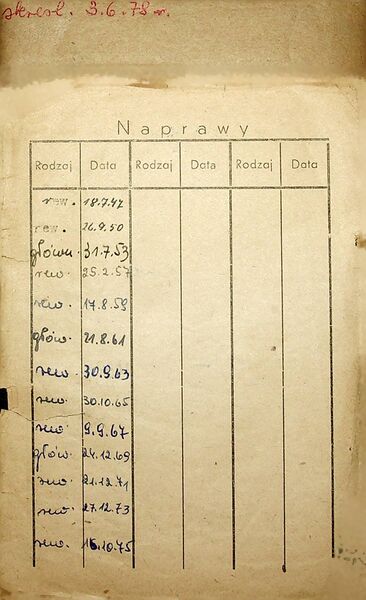 skreśl. 3.6.78 r.
Naprawy
Rodzaj Data Rodzaj Data Rodzaj Data
rew. 18.7.47
rew. 26.9.50
główn. 31.7.53
rew. 25.2.57
rew. 17.8.59
głów. 21.8.61
rew. 30.9.63
rew. 30.10.65
rew. 9.9.67
głów. 24.12.69
rew. 21.12.71
rew. 27.12.73
rew. 16.10.75